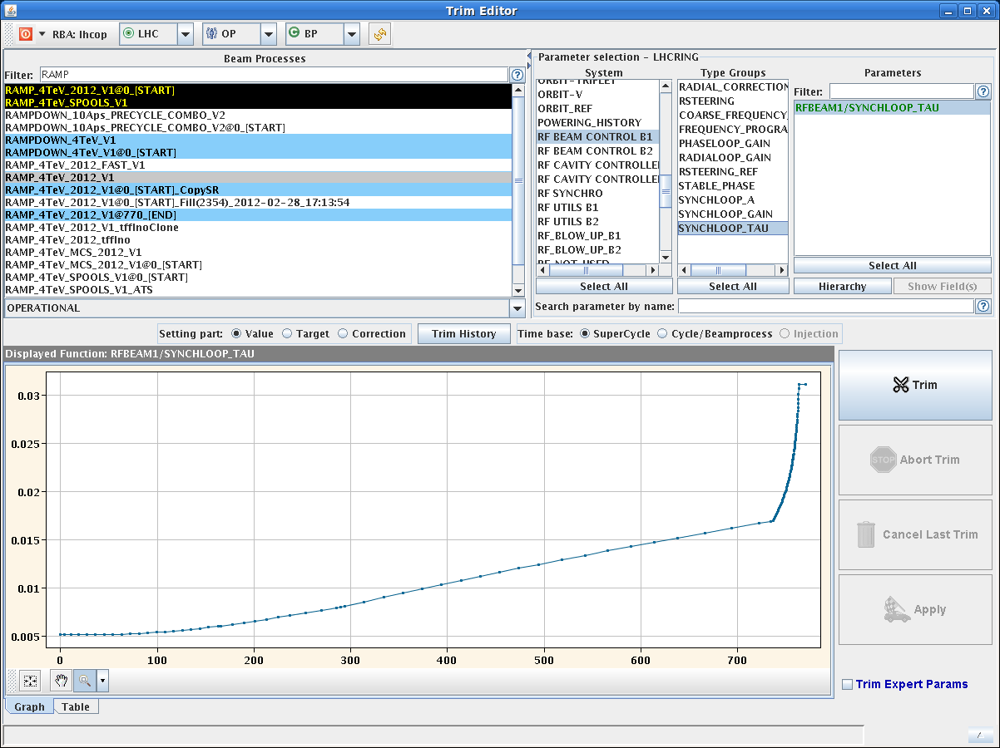 Trim Editor
RBA: lhcop
LHC
OP
BP
Beam Processes
Filter: RAMP
RAMP_4TeV_2012_V1@0_[START]
RAMP_4TeV_SPOOLS_V1
RAMPDOWN_10Aps_PRECYCLE_COMBO_V2
RAMPDOWN_10Aps_PRECYCLE_COMBO_V2@0_[START]
RAMPDOWN_4TeV_V1
RAMPDOWN_4TeV_V1@0_[START]
RAMP_4TeV_2012_FAST_V1
RAMP_4TeV_2012_V1
RAMP_4TeV_2012_V1@0_[START]_CopySR
RAMP_4TeV_2012_V1@0_[START]_Fill(2354)_2012-02-28_17:13:54
RAMP_4TeV_2012_V1@770_[END]
RAMP_4TeV_2012_V1_tffInoClone
RAMP_4TeV_2012_tffIno
RAMP_4TeV_MCS_2012_V1
RAMP_4TeV_MCS_2012_V1@0_[START]
RAMP_4TeV_SPOOLS_V1@0_[START]
RAMP_4TeV_SPOOLS_V1_ATS
OPERATIONAL
Parameter selection - LHCRING
System
ORBIT-TRIPLET
ORBIT-V
ORBIT_REF
POWERING_HISTORY
RF BEAM CONTROL B1
RF BEAM CONTROL B2
RF CAVITY CONTROLLE
RF CAVITY CONTROLLE
RF SYNCHRO
RF UTILS B1
RF UTILS B2
RF_BLOW_UP_B1
RF_BLOW_UP_B2
RF_NOT_USED
Select All
Type Groups
RADIAL_CORRECTION
RSTEERING
COARSE_FREQUENCY
FREQUENCY_PROGRA
PHASELOOP_GAIN
RADIALOOP_GAIN
RSTEERING_REF
STABLE_PHASE
SYNCHLOOP_A
SYNCHLOOP_GAIN
SYNCHLOOP_TAU
Select All
Parameters
Filter:
RFBEAM1/SYNCHLOOP_TAU
Select All
Hierarchy
Show Field(s)
Search parameter by name:
Setting part: Value Target Correction
Trim History
Time base: SuperCycle Cycle/Beamprocess Injection
Displayed Function: RFBEAM1/SYNCHLOOP_TAU
0.03
0.025
0.02
0.015
0.01
0.005
0 100 200 300 400 500 600 700
Trim
STOP Abort Trim
Cancel Last Trim
Apply
Trim Expert Params
Graph
Table